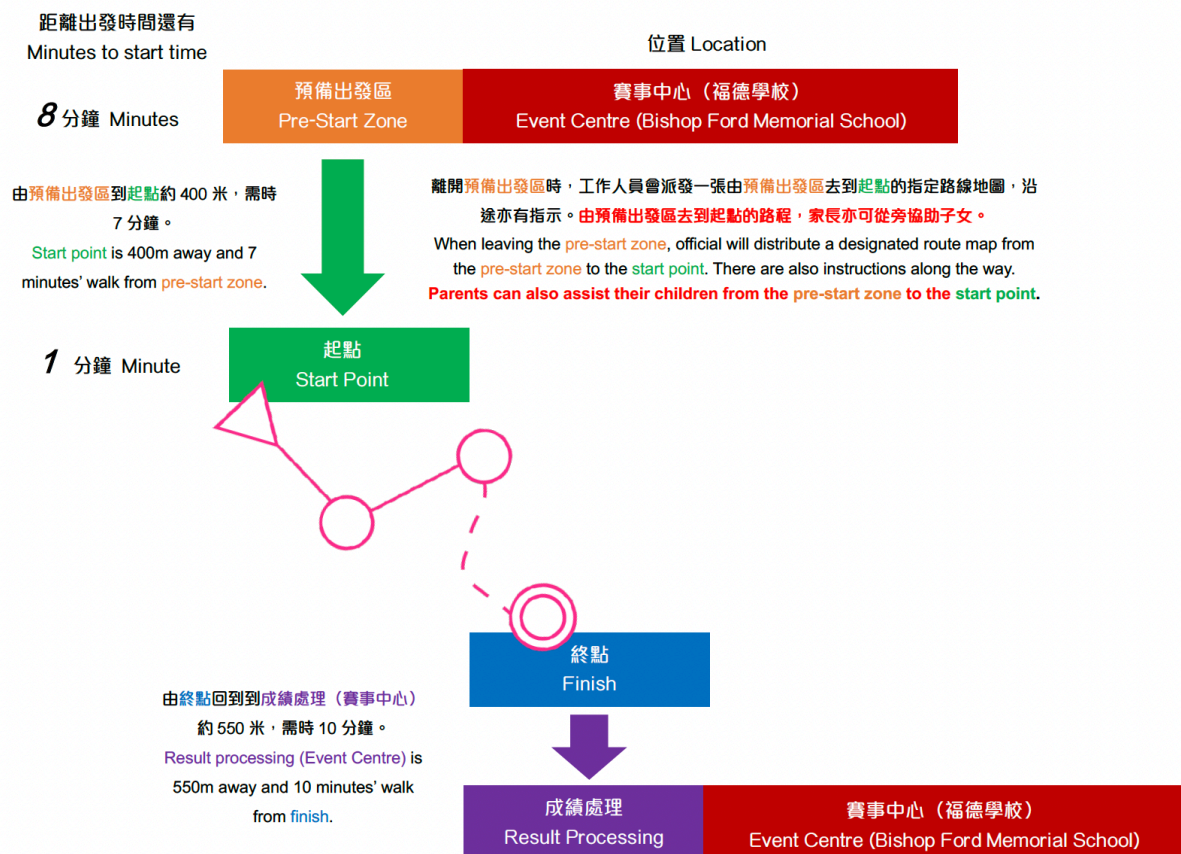 距離出發時間還有
Minutes to start time
位置 Location
8 分鐘 Minutes
預備出發區
Pre-Start Zone
賽事中心（福德學校）
Event Centre (Bishop Ford Memorial School)
由預備出發區到起點約 400 米，需時
7 分鐘。
Start point is 400m away and 7
minutes’ walk from pre-start zone.
離開預備出發區時，工作人員會派發一張由預備出發區去到起點的指定路線地圖，沿
途亦有指示。由預備出發區去到起點的路程，家長亦可從旁協助子女。
When leaving the pre-start zone, official will distribute a designated route map from
the pre-start zone to the start point. There are also instructions along the way.
Parents can also assist their children from the pre-start zone to the start point.
1 分鐘 Minute
起點
Start Point
終點
Finish
由終點回到到成績處理（賽事中心）
約 550 米，需時 10 分鐘。
Result processing (Event Centre) is
550m away and 10 minutes’ walk
from finish.
成績處理
Result Processing
賽事中心（福德學校）
Event Centre (Bishop Ford Memorial School)